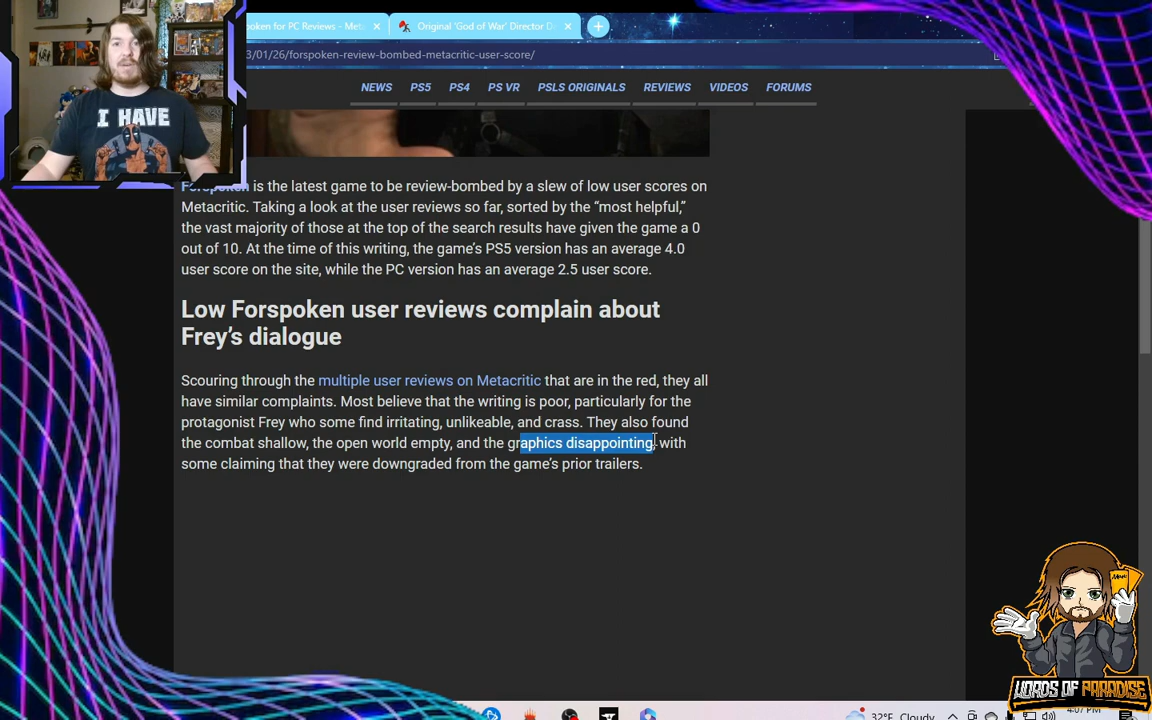 oken for PC Reviews - Met
Original 'God of War' Director D
3/01/26/forspoken-review-bombed-metacritic-user-score/
NEWS PS5 PS4 PS VR PSLS ORIGINALS REVIEWS VIDEOS FORUMS
I HAVE
Forspoken is the latest game to be review-bombed by a slew of low user scores on
Metacritic. Taking a look at the user reviews so far, sorted by the “most helpful,”
the vast majority of those at the top of the search results have given the game a 0
out of 10. At the time of this writing, the game’s PS5 version has an average 4.0
user score on the site, while the PC version has an average 2.5 user score.
Low Forspoken user reviews complain about
Frey’s dialogue
Scouring through the multiple user reviews on Metacritic that are in the red, they all
have similar complaints. Most believe that the writing is poor, particularly for the
protagonist Frey who some find irritating, unlikeable, and crass. They also found
the combat shallow, the open world empty, and the graphics disappointing, with
some claiming that they were downgraded from the game’s prior trailers.
WORDS OF PARADISE
32°F Cloudy
4:07 PM